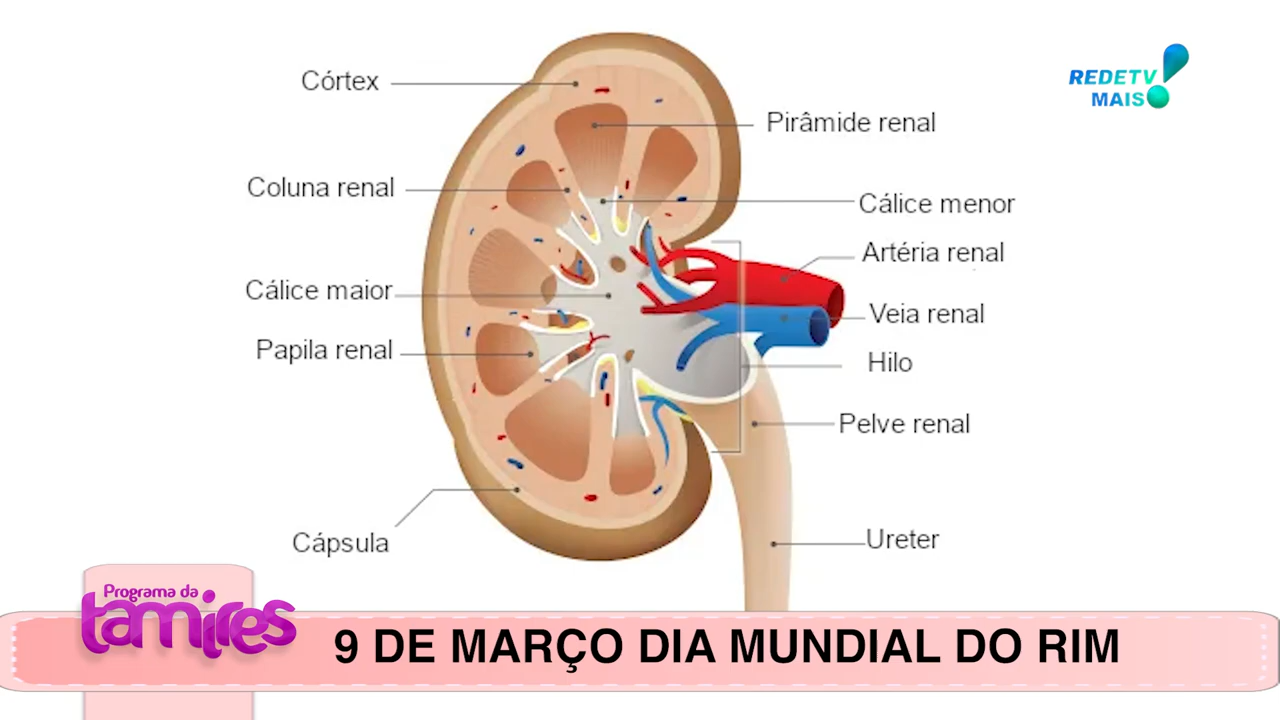 Córtex
REDETV
MAIS
Pirâmide renal
Coluna renal
Cálice menor
Artéria renal
Cálice maior
Veia renal
Papila renal
Hilo
Pelve renal
Cápsula
Ureter
Programa da
tamires
9 DE MARÇO DIA MUNDIAL DO RIM